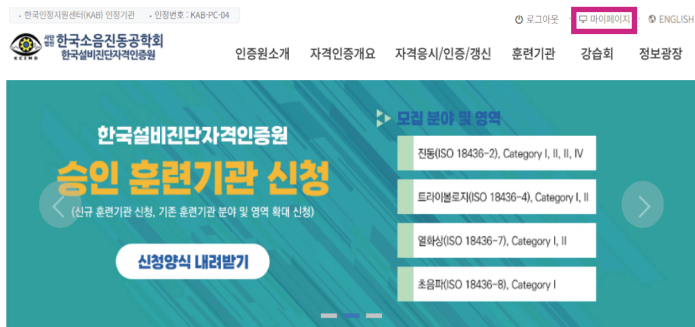 · 한국인정지원센터(KAB) 인정기관 · 인정번호 : KAB-PC-04
로그아웃 마이페이지 ENGLISH
사단법인 한국소음진동공학회
한국설비진단자격인증원
KCIMD
인증원소개 자격인증개요 자격응시/인증/갱신 훈련기관 강습회 정보광장
한국설비진단자격인증원
승인 훈련기관 신청
(신규 훈련기관 신청, 기존 훈련기관 분야 및 영역 확대 신청)
신청양식 내려받기
모집 분야 및 영역
진동(ISO 18436-2), Category I, II, II, IV
트라이볼로지(ISO 18436-4), Category I, II
열화상(ISO 18436-7), Category I, II
초음파(ISO 18436-8), Category I